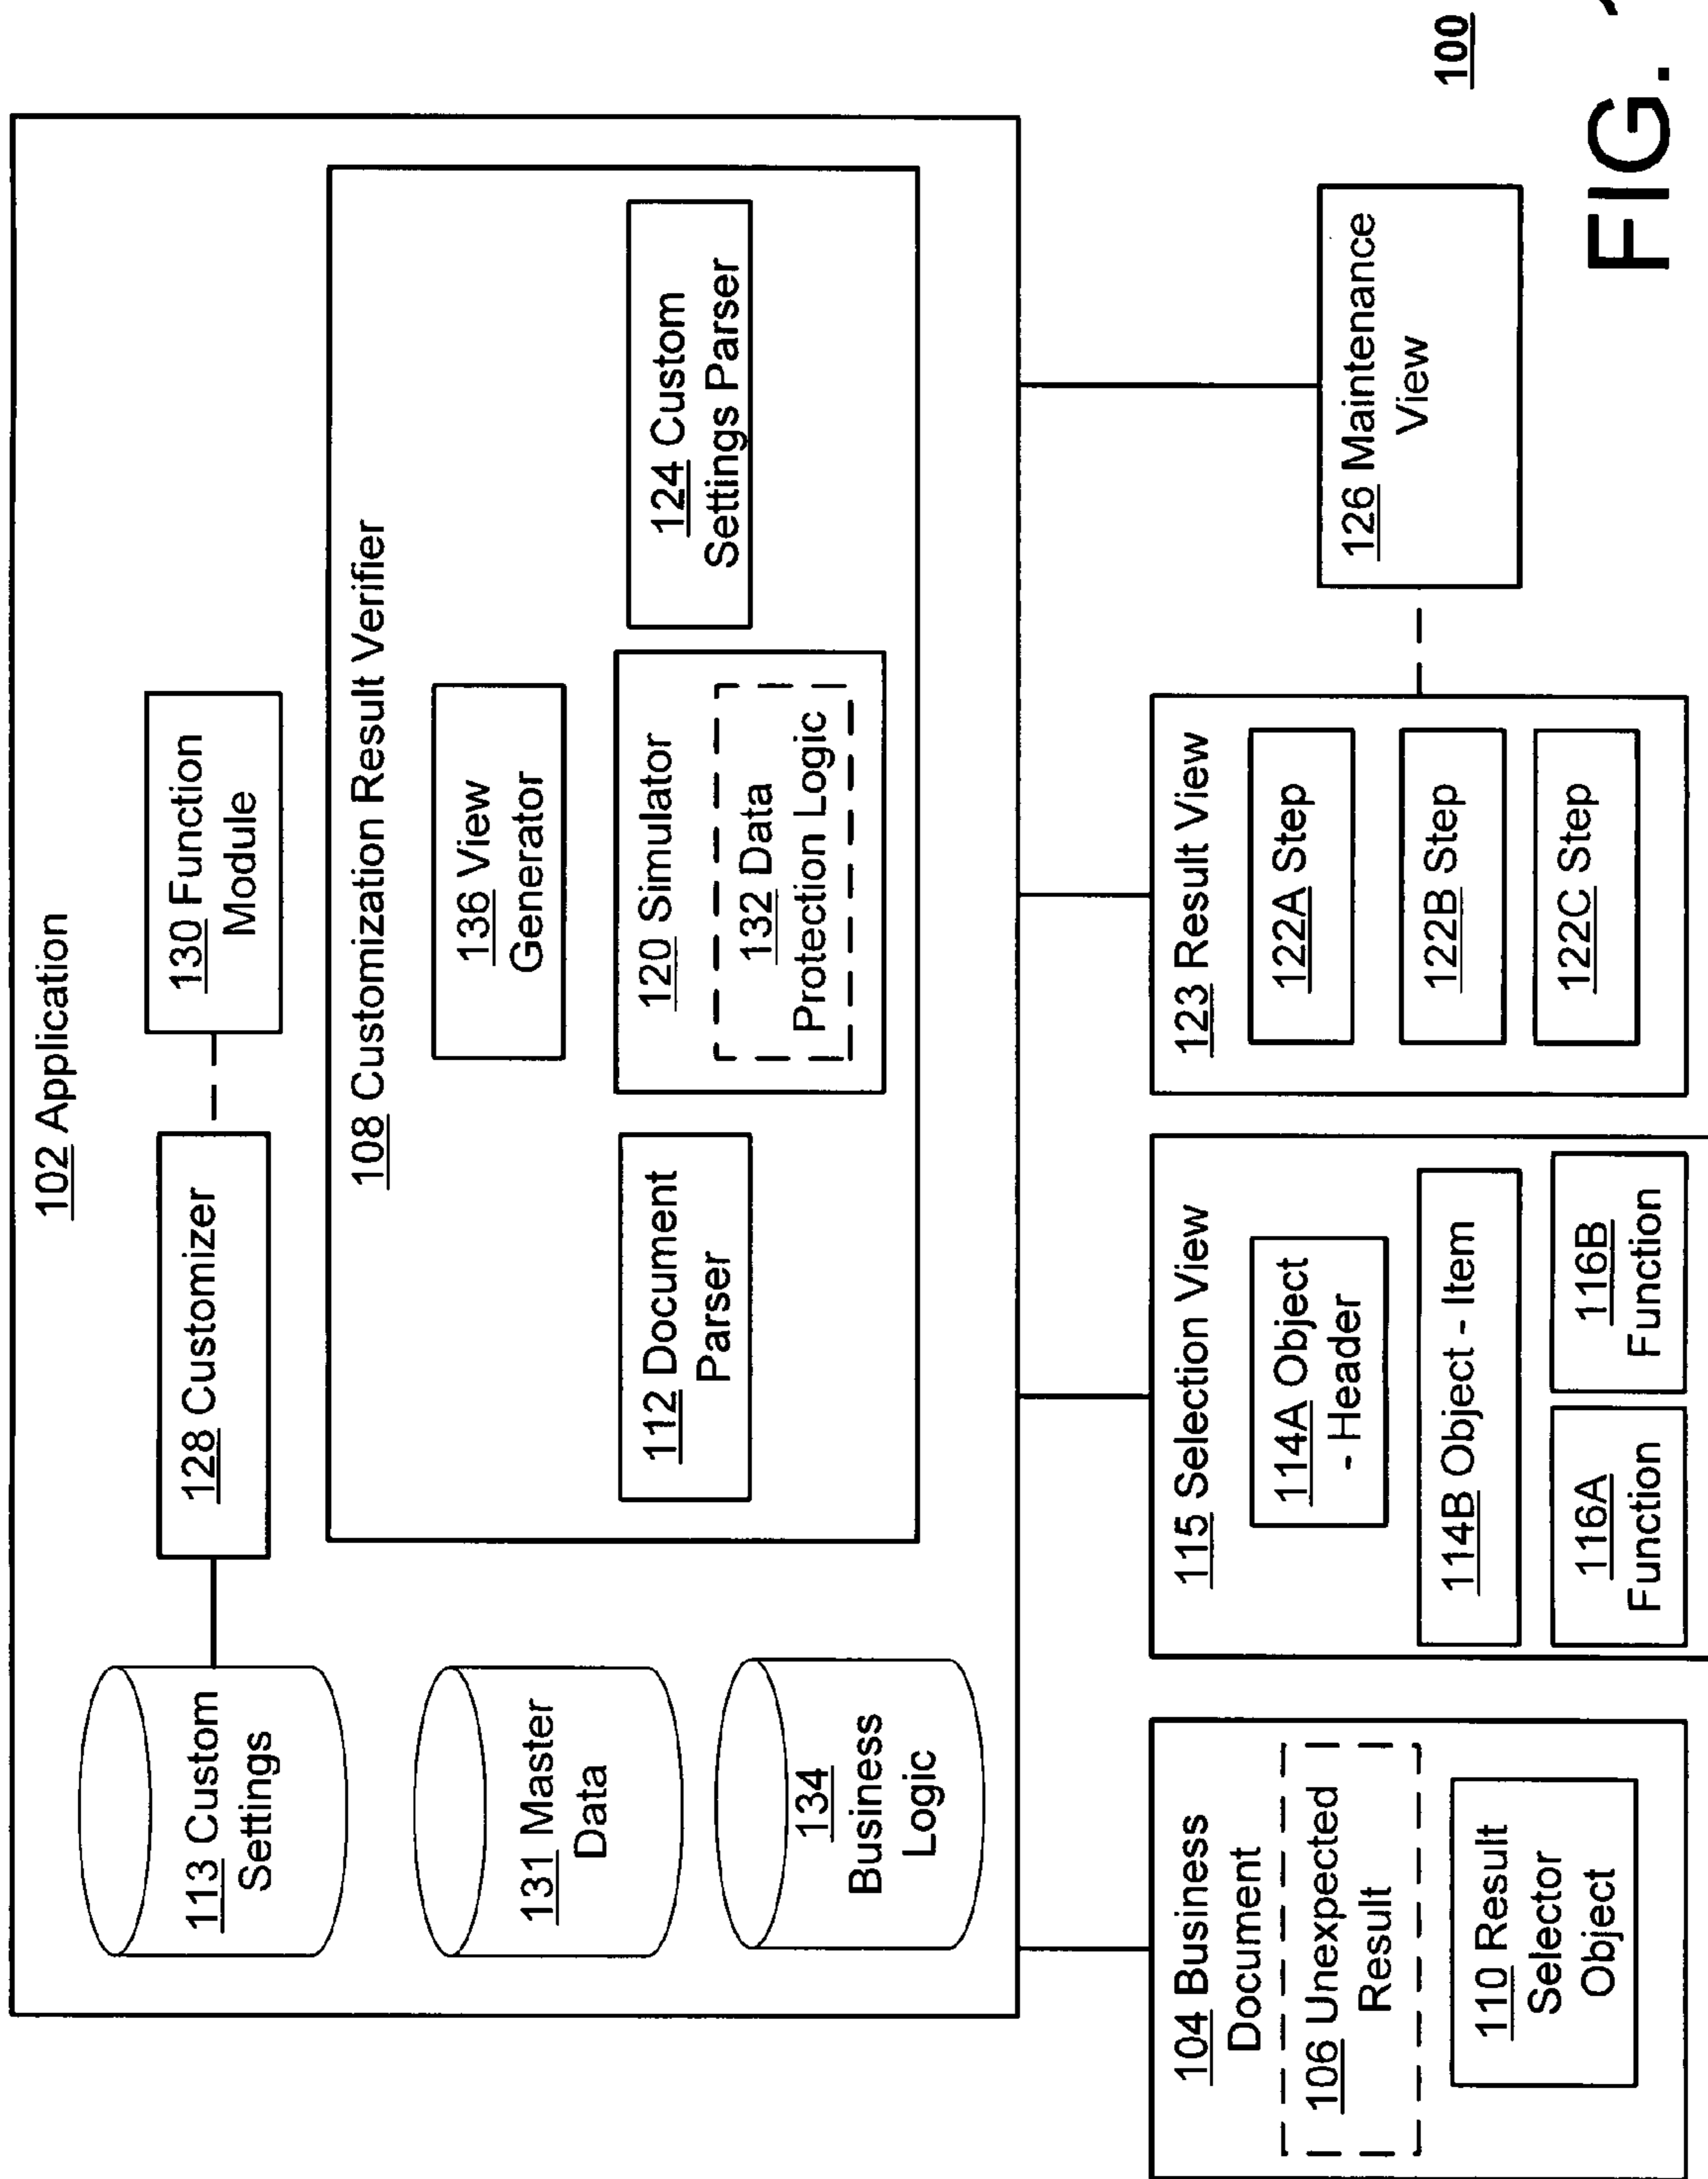 102 Application
113 Custom
Settings
128 Customizer
130 Function
Module
131 Master
Data
134
Business
Logic
108 Customization Result Verifier
136 View
Generator
112 Document
Parser
120 Simulator
132 Data
Protection Logic
124 Custom
Settings Parser
104 Business
Document
106 Unexpected
Result
110 Result
Selector
Object
115 Selection View
114A Object
- Header
114B Object - Item
116A
Function
116B
Function
123 Result View
122A Step
122B Step
122C Step
126 Maintenance
View
100
FIG.